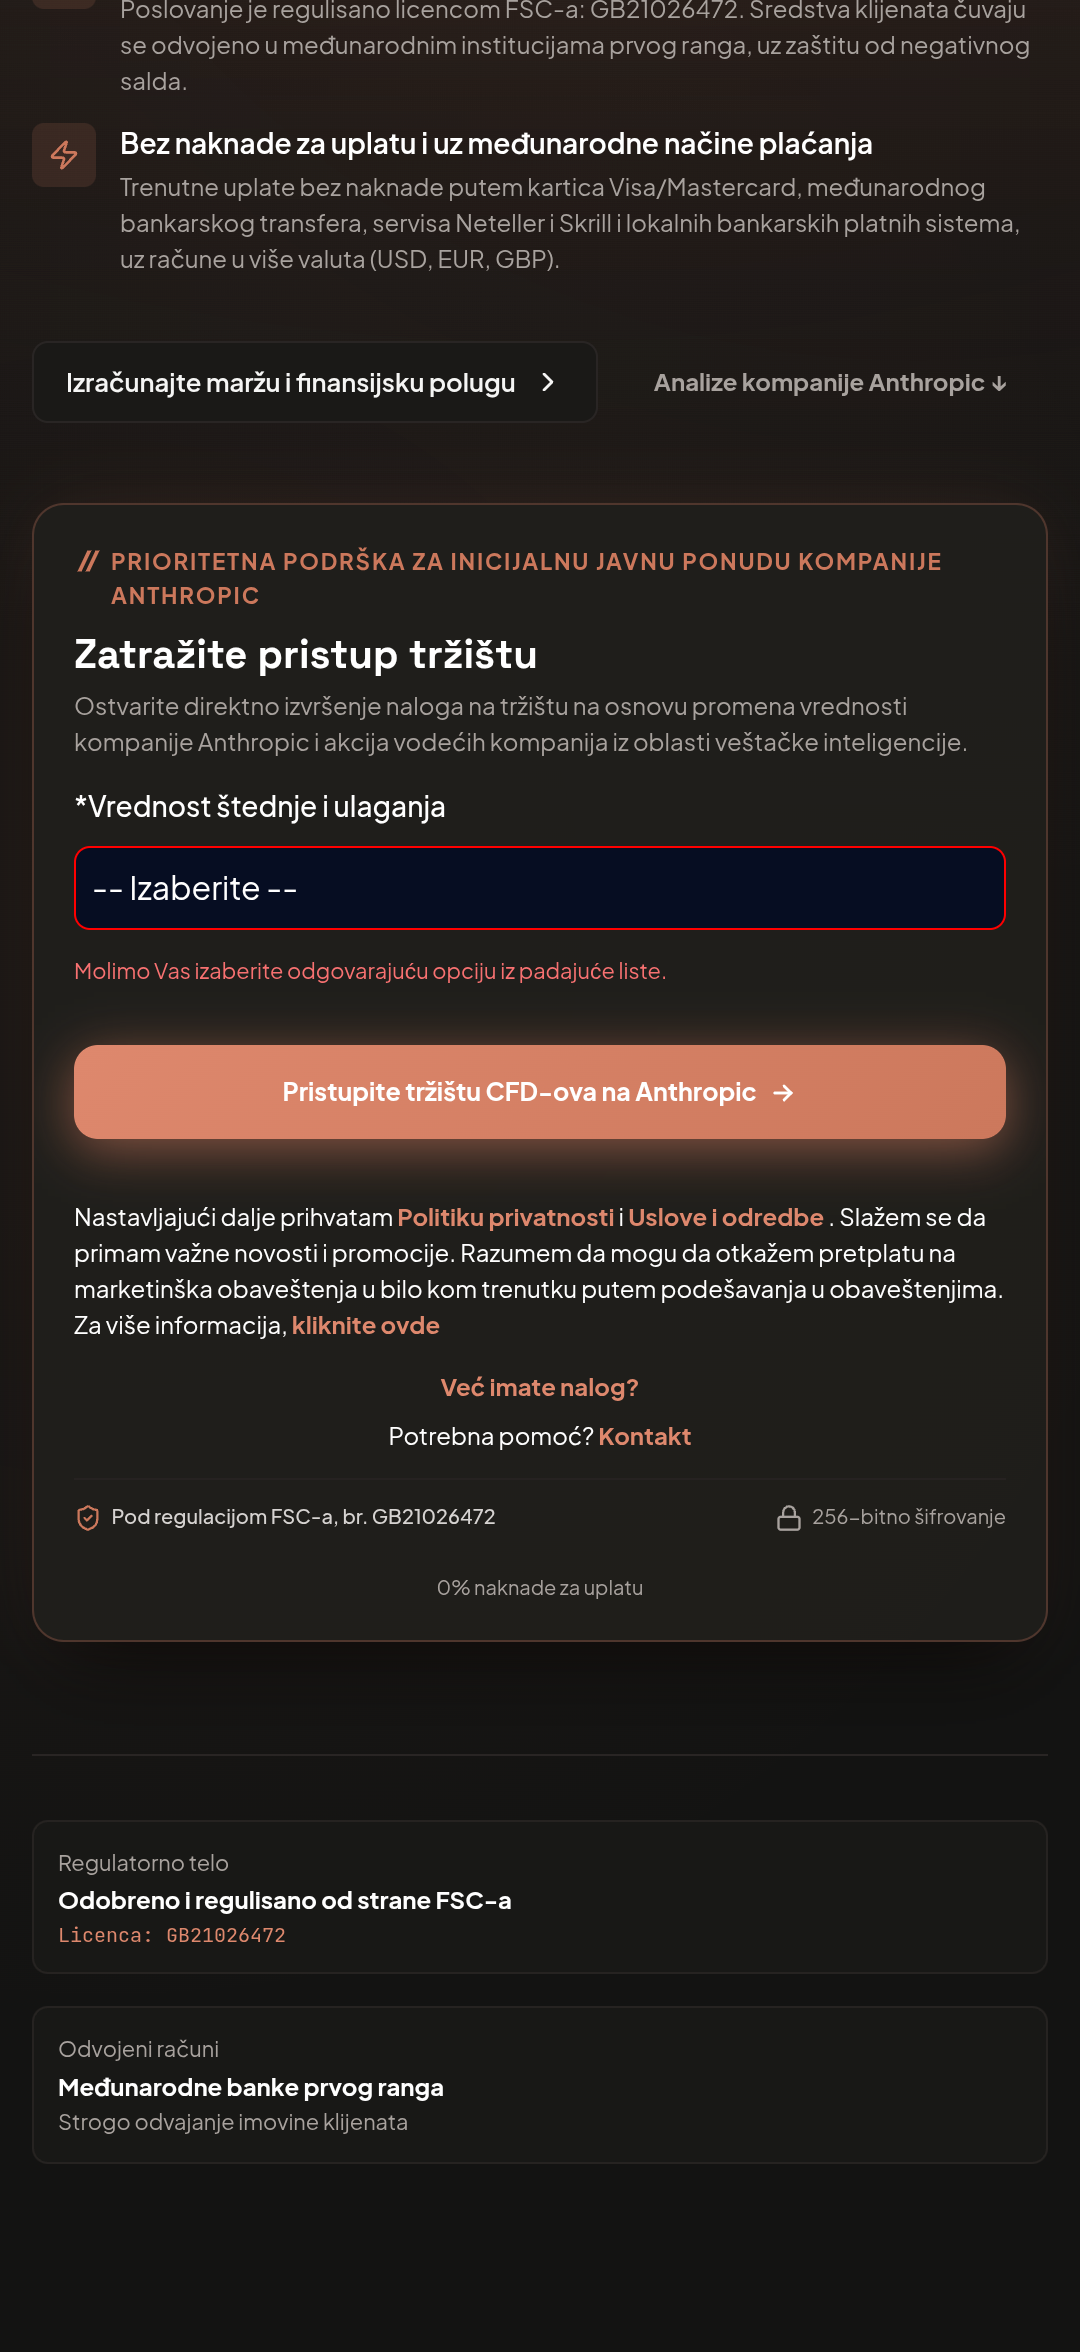 Poslovanje je regulisano licencom FSC-a: GB21026472. Sredstva klijenata čuvaju
se odvojeno u međunarodnim institucijama prvog ranga, uz zaštitu od negativnog
salda.
Bez naknade za uplatu i uz međunarodne načine plaćanja
Trenutne uplate bez naknade putem kartica Visa/Mastercard, međunarodnog
bankarskog transfera, servisa Neteller i Skrill i lokalnih bankarskih platnih sistema,
uz račune u više valuta (USD, EUR, GBP).
Izračunajte maržu i finansijsku polugu
Analize kompanije Anthropic ↓
// PRIORITETNA PODRŠKA ZA INICIJALNU JAVNU PONUDU KOMPANIJE
ANTHROPIC
Zatražite pristup tržištu
Ostvarite direktno izvršenje naloga na tržištu na osnovu promena vrednosti
kompanije Anthropic i akcija vodećih kompanija iz oblasti veštačke inteligencije.
*Vrednost štednje i ulaganja
-- Izaberite --
Molimo Vas izaberite odgovarajuću opciju iz padajuće liste.
Pristupite tržištu CFD-ova na Anthropic →
Nastavljajući dalje prihvatam Politiku privatnosti i Uslove i odredbe . Slažem se da
primam važne novosti i promocije. Razumem da mogu da otkažem pretplatu na
marketinška obaveštenja u bilo kom trenutku putem podešavanja u obaveštenjima.
Za više informacija, kliknite ovde
Već imate nalog?
Potrebna pomoć? Kontakt
Pod regulacijom FSC-a, br. GB21026472
256-bitno šifrovanje
0% naknade za uplatu
Regulatorno telo
Odobreno i regulisano od strane FSC-a
Licenca: GB21026472
Odvojeni računi
Međunarodne banke prvog ranga
Strogo odvajanje imovine klijenata